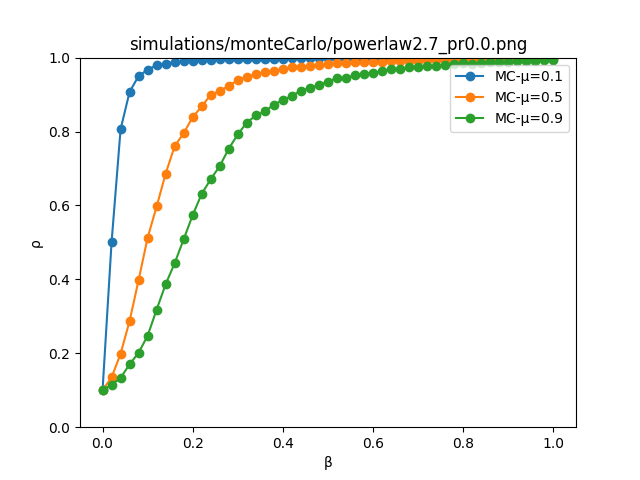 simulations/monteCarlo/powerlaw2.7_pr0.0.png
1.0
0.8
0.6
0.4
0.2
0.0
ρ
MC-μ=0.1
MC-μ=0.5
MC-μ=0.9
0.0 0.2 0.4 0.6 0.8 1.0
β